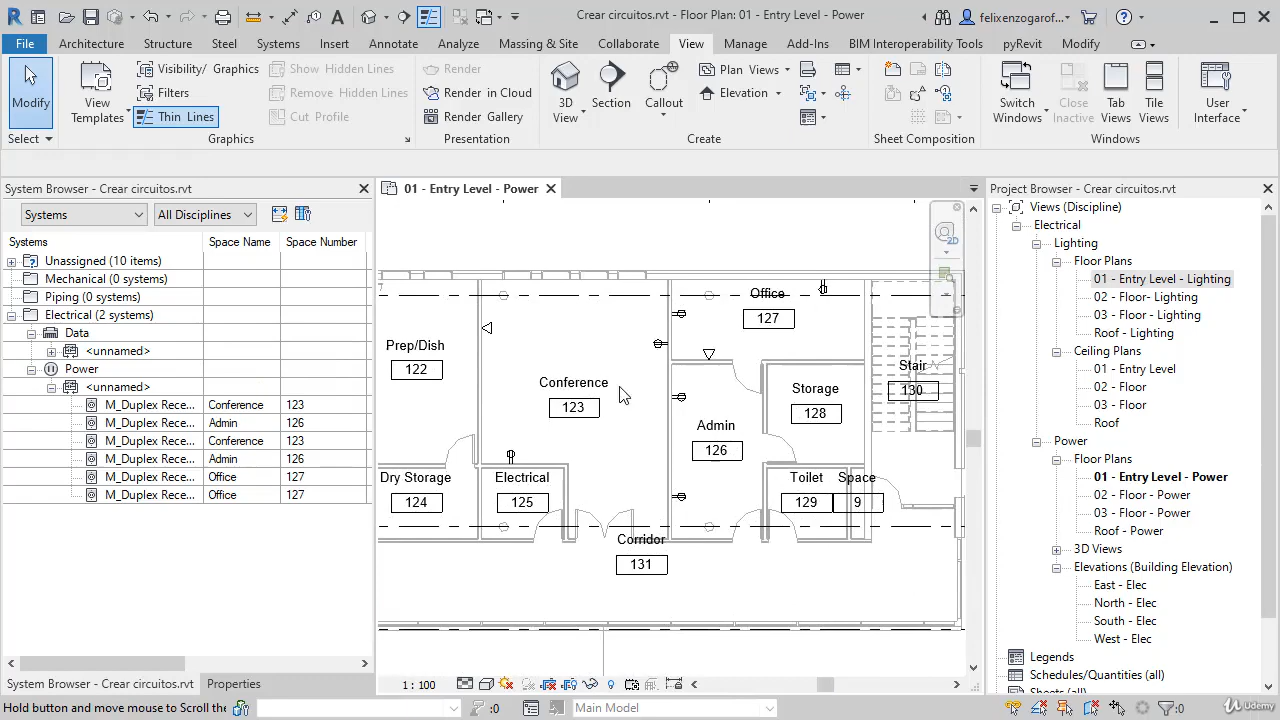 Crear circuitos.rvt - Floor Plan: 01 - Entry Level - Power
felixenzogarof...
File Architecture Structure Steel Systems Insert Annotate Analyze Massing & Site Collaborate View Manage Add-Ins BIM Interoperability Tools pyRevit Modify
Modify
View Templates
Visibility/ Graphics
Filters
Thin Lines
Show Hidden Lines
Remove Hidden Lines
Cut Profile
Render
Render in Cloud
Render Gallery
3D View
Section
Callout
Plan Views
Elevation
Switch Windows
Close Inactive
Tab Views
Tile Views
User Interface
Select Graphics Presentation Create Sheet Composition Windows
System Browser - Crear circuitos.rvt
Systems All Disciplines
Systems Space Name Space Number
Unassigned (10 items)
Mechanical (0 systems)
Piping (0 systems)
Electrical (2 systems)
Data
<unnamed>
Power
<unnamed>
M_Duplex Rece... Conference 123
M_Duplex Rece... Admin 126
M_Duplex Rece... Conference 123
M_Duplex Rece... Admin 126
M_Duplex Rece... Office 127
M_Duplex Rece... Office 127
System Browser - Crear circuitos.rvt Properties
01 - Entry Level - Power
2D
Office
127
Prep/Dish
122
Conference
123
Stair
130
Storage
128
Admin
126
Dry Storage
124
Electrical
125
Toilet
129
Space
9
Corridor
131
1 : 100
Project Browser - Crear circuitos.rvt
Views (Discipline)
Electrical
Lighting
Floor Plans
01 - Entry Level - Lighting
02 - Floor- Lighting
03 - Floor - Lighting
Roof - Lighting
Ceiling Plans
01 - Entry Level
02 - Floor
03 - Floor
Roof
Power
Floor Plans
01 - Entry Level - Power
02 - Floor - Power
03 - Floor - Power
Roof - Power
3D Views
Elevations (Building Elevation)
East - Elec
North - Elec
South - Elec
West - Elec
Legends
Schedules/Quantities (all)
Sheets (all)
Hold button and move mouse to Scroll the
:0
Main Model
:0
Udemy